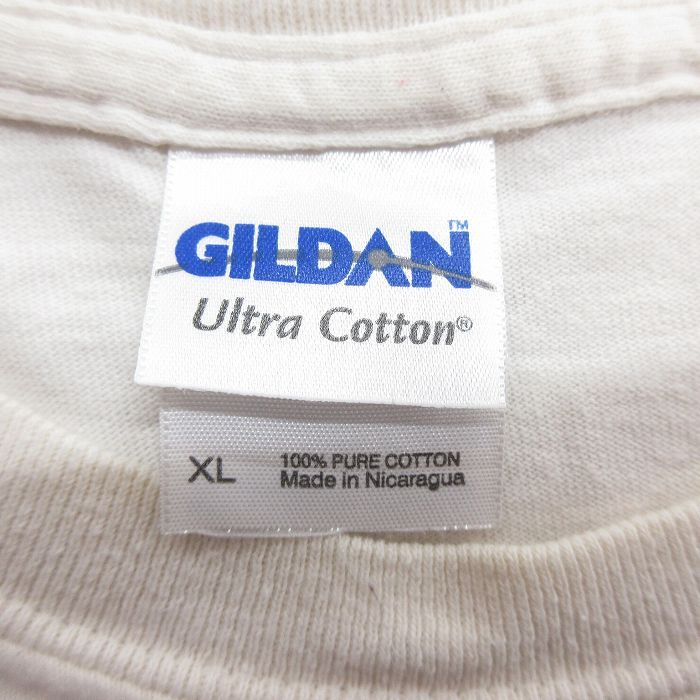 GILDAN™
Ultra Cotton®
XL
100% PURE COTTON
Made in Nicaragua